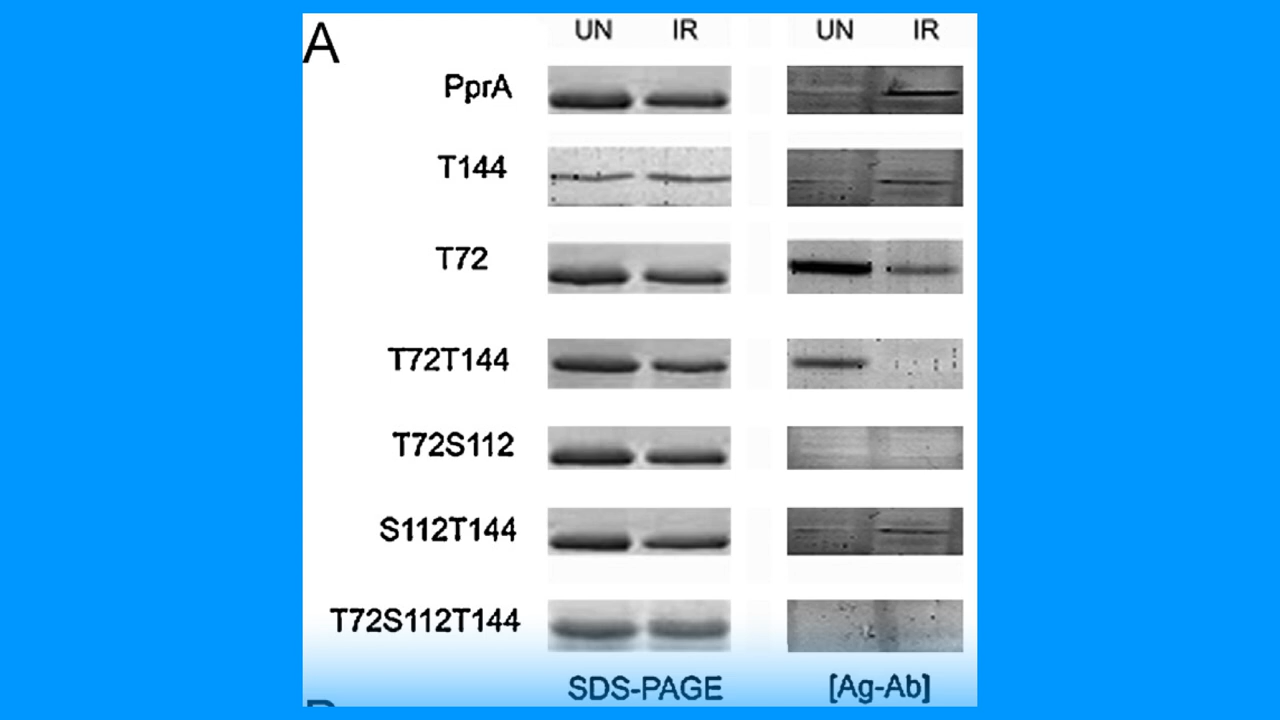 A
UN IR UN IR
PprA
T144
T72
T72T144
T72S112
S112T144
T72S112T144
SDS-PAGE [Ag-Ab]